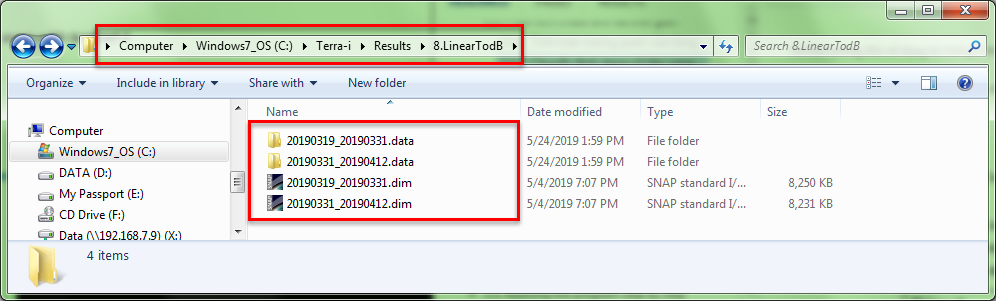 Computer Windows7_OS (C:) Terra-i Results 8.LinearTodB Search 8.LinearTodB
Organize Include in library Share with New folder
Name Date modified Type Size
Computer
Windows7_OS (C:)
DATA (D:)
My Passport (E:)
CD Drive (F:)
Data (\\192.168.7.9) (X:)
20190319_20190331.data 5/24/2019 1:59 PM File folder
20190331_20190412.data 5/24/2019 1:59 PM File folder
20190319_20190331.dim 5/4/2019 7:07 PM SNAP standard I/... 8,250 KB
20190331_20190412.dim 5/4/2019 7:07 PM SNAP standard I/... 8,231 KB
4 items